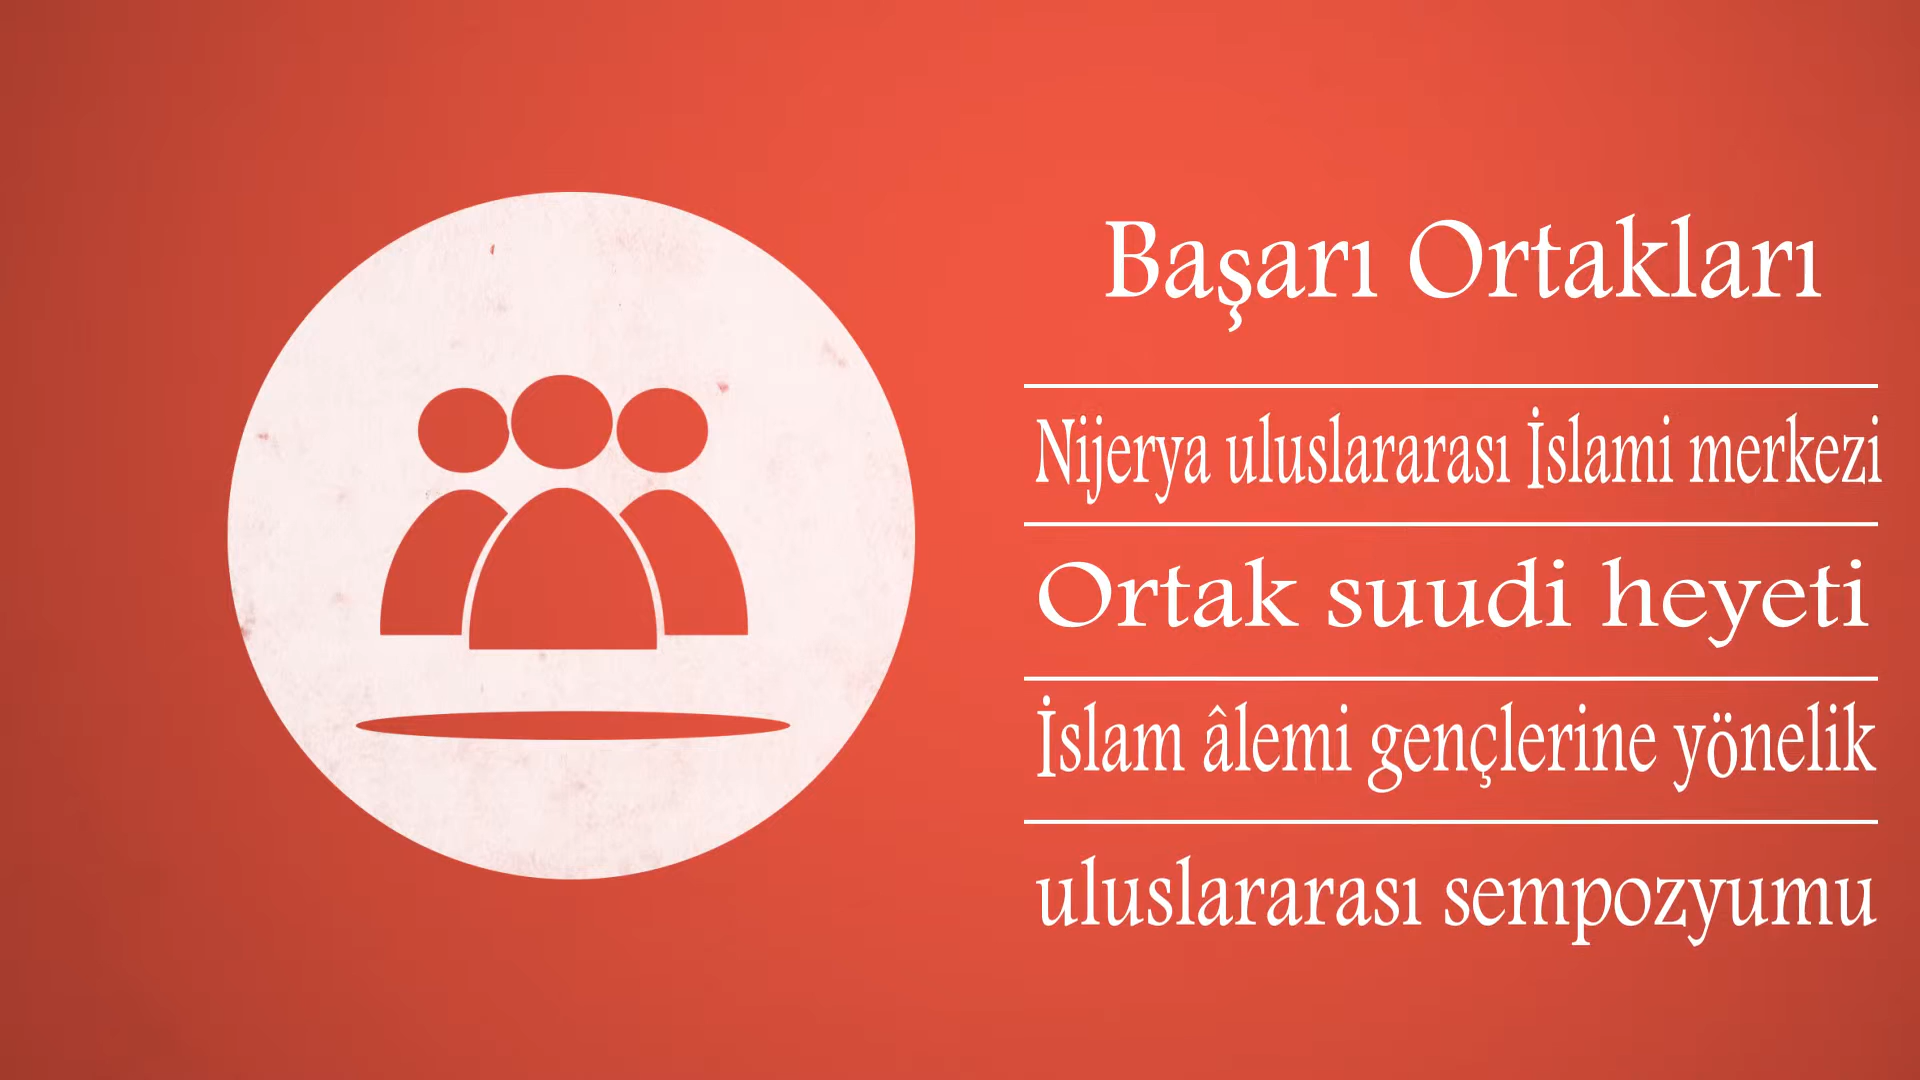 Başarı Ortakları
Nijerya uluslararası İslami merkezi
Ortak suudi heyeti
İslam âlemi gençlerine yönelik
uluslararası sempozyumu